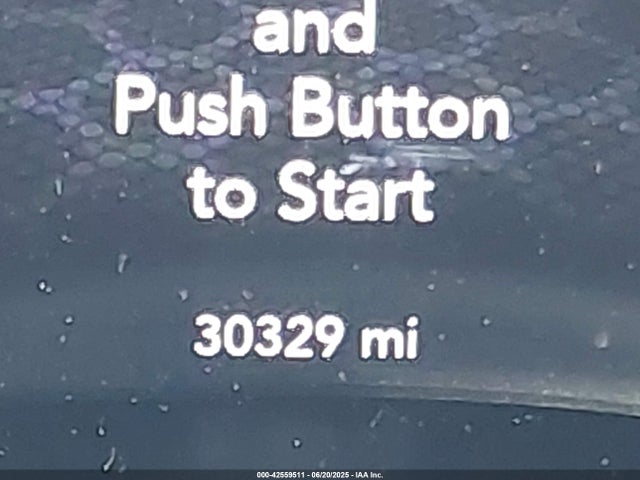 and
Push Button
to Start
30329 mi
000-42559511 - 06/20/2025 - IAA Inc.